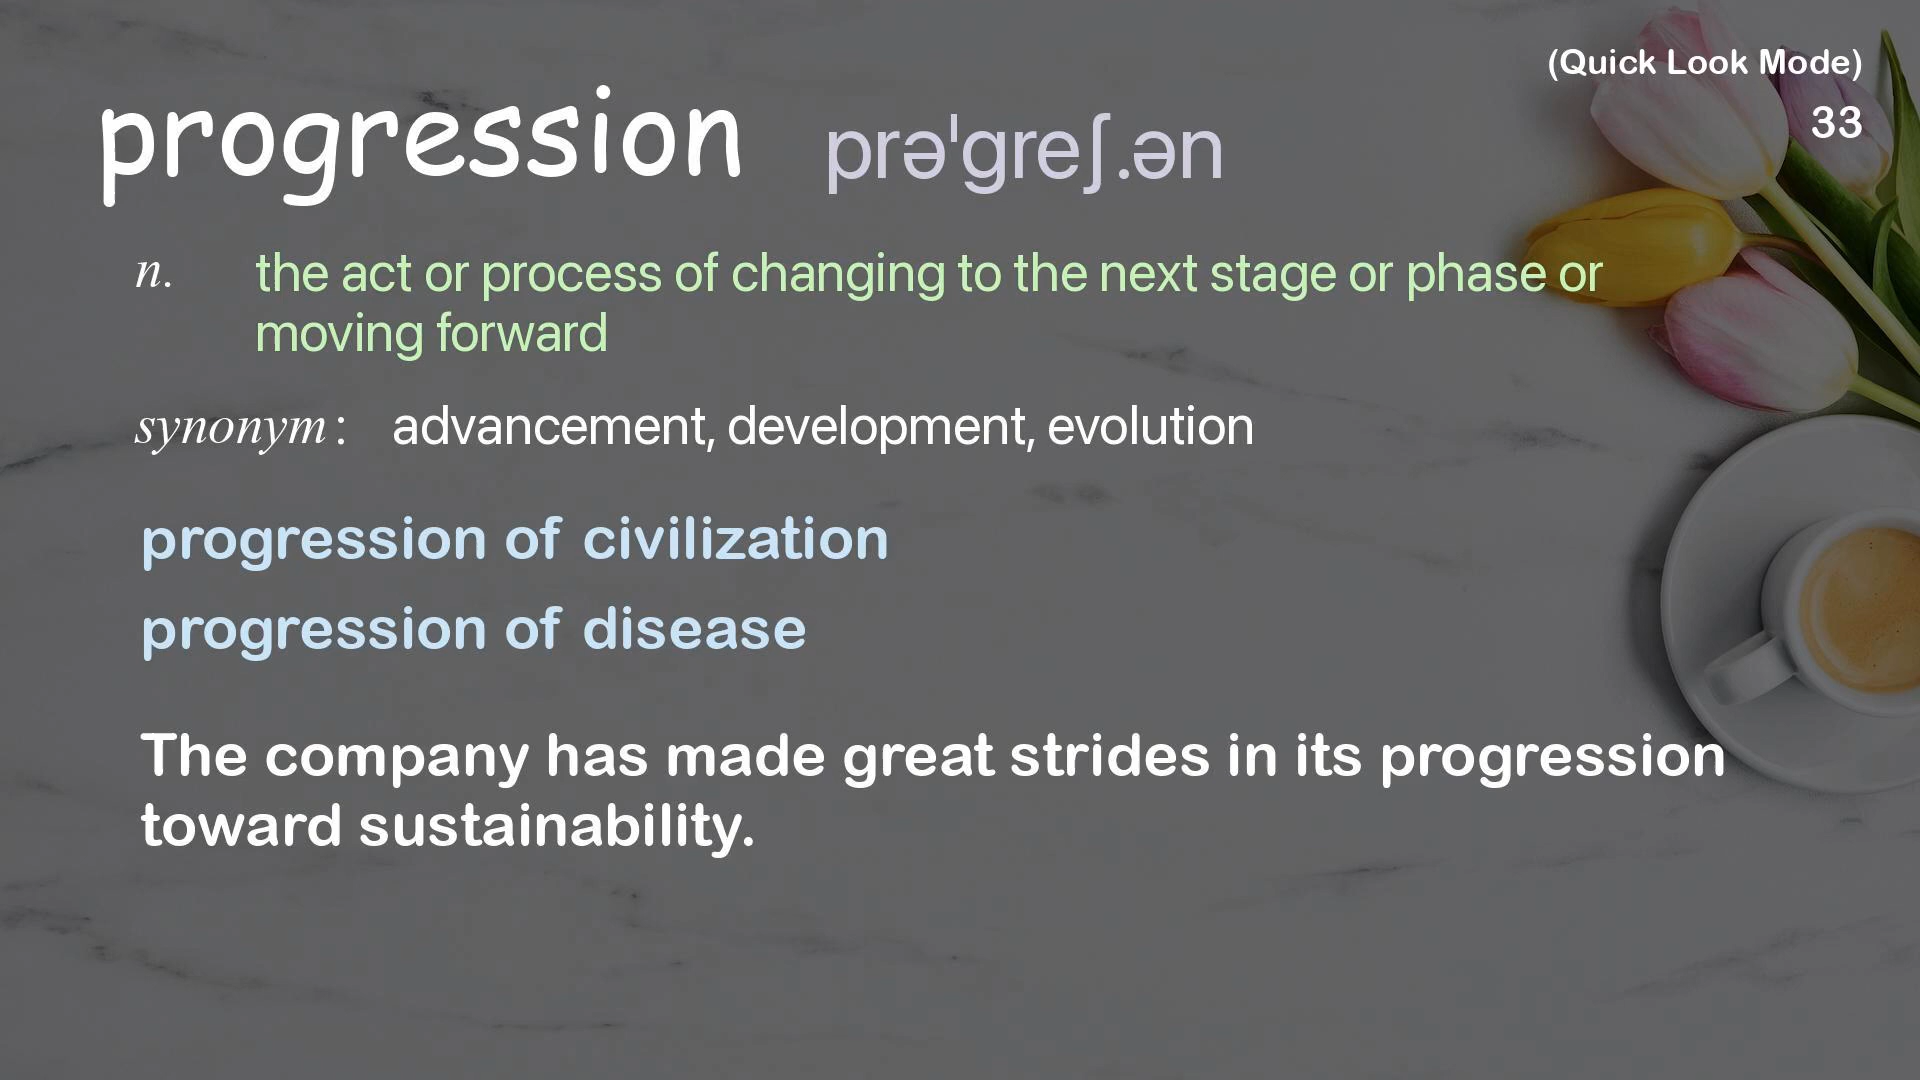 (Quick Look Mode)
33
progression prəˈgreʃ.ən
n. the act or process of changing to the next stage or phase or
moving forward
synonym: advancement, development, evolution
progression of civilization
progression of disease
The company has made great strides in its progression
toward sustainability.